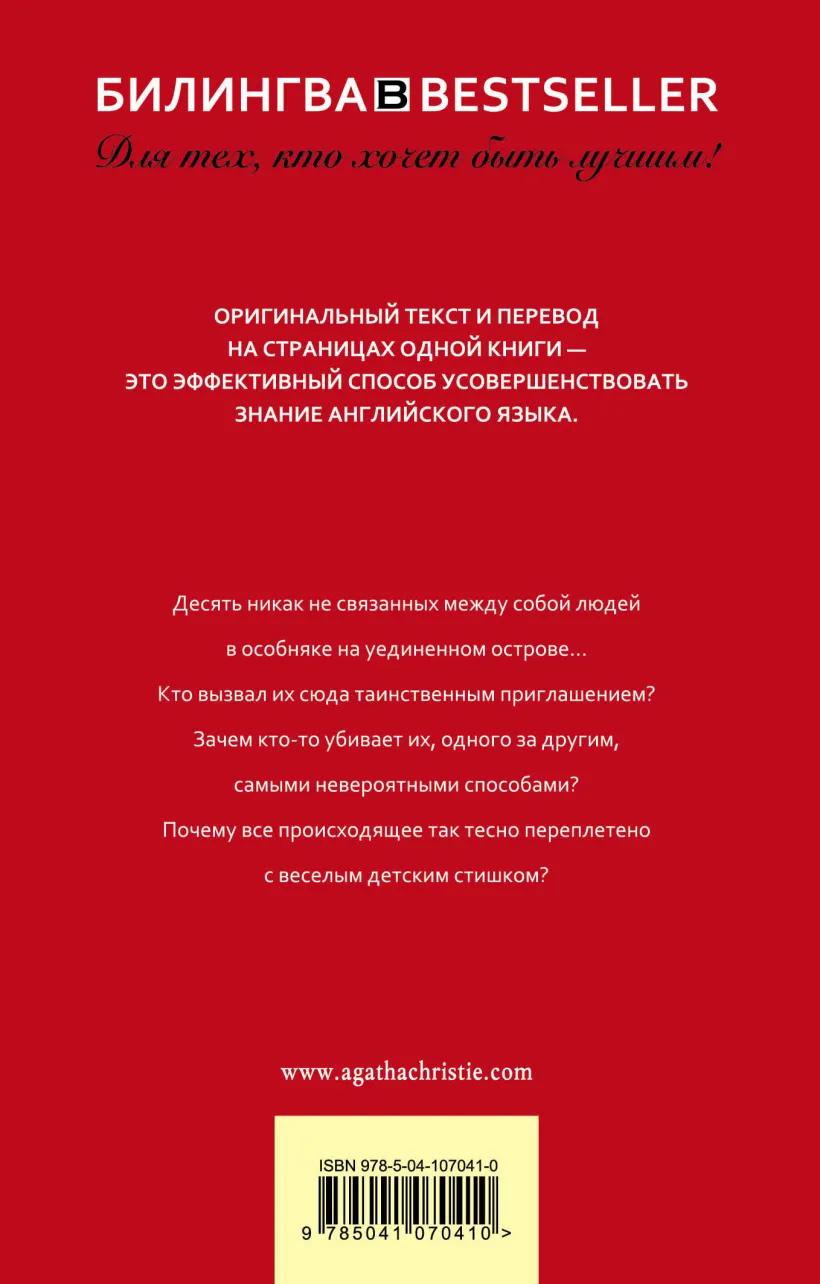 БИЛИНГВА B BESTSELLER
Для тех, кто хочет быть лучшим!
ОРИГИНАЛЬНЫЙ ТЕКСТ И ПЕРЕВОД
НА СТРАНИЦАХ ОДНОЙ КНИГИ —
ЭТО ЭФФЕКТИВНЫЙ СПОСОБ УСОВЕРШЕНСТВОВАТЬ
ЗНАНИЕ АНГЛИЙСКОГО ЯЗЫКА.
Десять никак не связанных между собой людей
в особняке на уединенном острове...
Кто вызвал их сюда таинственным приглашением?
Зачем кто-то убивает их, одного за другим,
самыми невероятными способами?
Почему все происходящее так тесно переплетено
с веселым детским стишком?
www.agathachristie.com
ISBN 978-5-04-107041-0
9 785041 070410 >